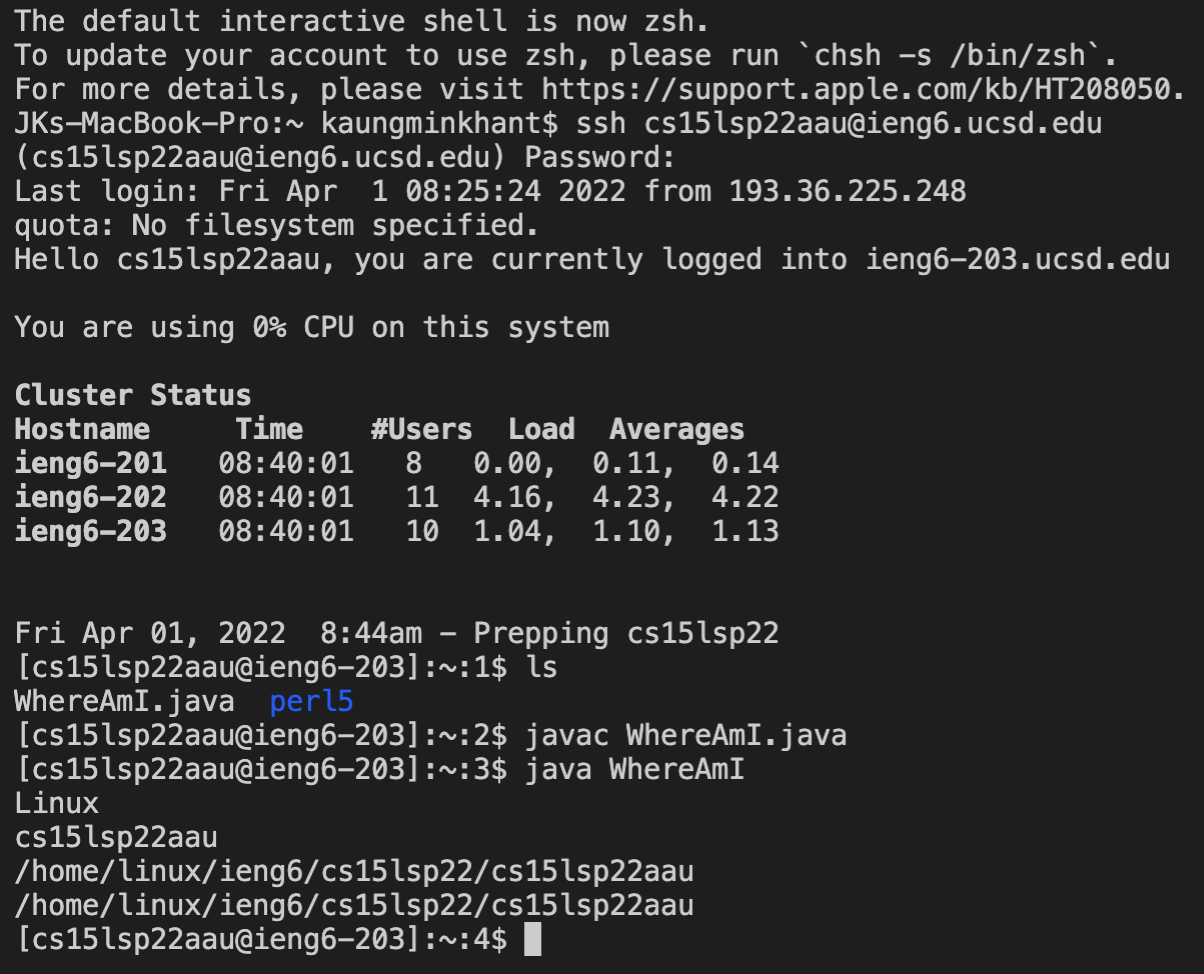 The default interactive shell is now zsh.
To update your account to use zsh, please run `chsh -s /bin/zsh`.
For more details, please visit https://support.apple.com/kb/HT208050.
JKs-MacBook-Pro:~ kaungminkhant$ ssh cs15lsp22aau@ieng6.ucsd.edu
(cs15lsp22aau@ieng6.ucsd.edu) Password:
Last login: Fri Apr  1 08:25:24 2022 from 193.36.225.248
quota: No filesystem specified.
Hello cs15lsp22aau, you are currently logged into ieng6-203.ucsd.edu
You are using 0% CPU on this system
Cluster Status
Hostname     Time    #Users  Load  Averages
ieng6-201   08:40:01   8   0.00,  0.11,  0.14
ieng6-202   08:40:01   11  4.16,  4.23,  4.22
ieng6-203   08:40:01   10  1.04,  1.10,  1.13
Fri Apr 01, 2022  8:44am - Prepping cs15lsp22
[cs15lsp22aau@ieng6-203]:~:1$ ls
WhereAmI.java  perl5
[cs15lsp22aau@ieng6-203]:~:2$ javac WhereAmI.java
[cs15lsp22aau@ieng6-203]:~:3$ java WhereAmI
Linux
cs15lsp22aau
/home/linux/ieng6/cs15lsp22/cs15lsp22aau
/home/linux/ieng6/cs15lsp22/cs15lsp22aau
[cs15lsp22aau@ieng6-203]:~:4$